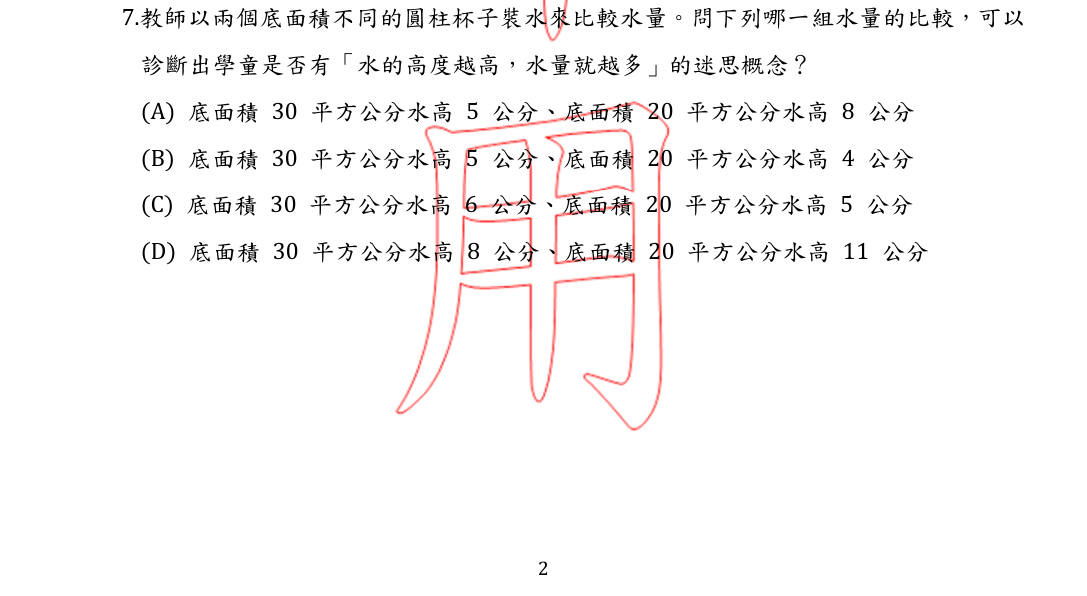 7.教師以兩個底面積不同的圓柱杯子裝水來比較水量。問下列哪一組水量的比較，可以
診斷出學童是否有「水的高度越高，水量就越多」的迷思概念？
(A) 底面積 30 平方公分水高 5 公分、底面積 20 平方公分水高 8 公分
(B) 底面積 30 平方公分水高 5 公分、底面積 20 平方公分水高 4 公分
(C) 底面積 30 平方公分水高 6 公分、底面積 20 平方公分水高 5 公分
(D) 底面積 30 平方公分水高 8 公分、底面積 20 平方公分水高 11 公分
用
2